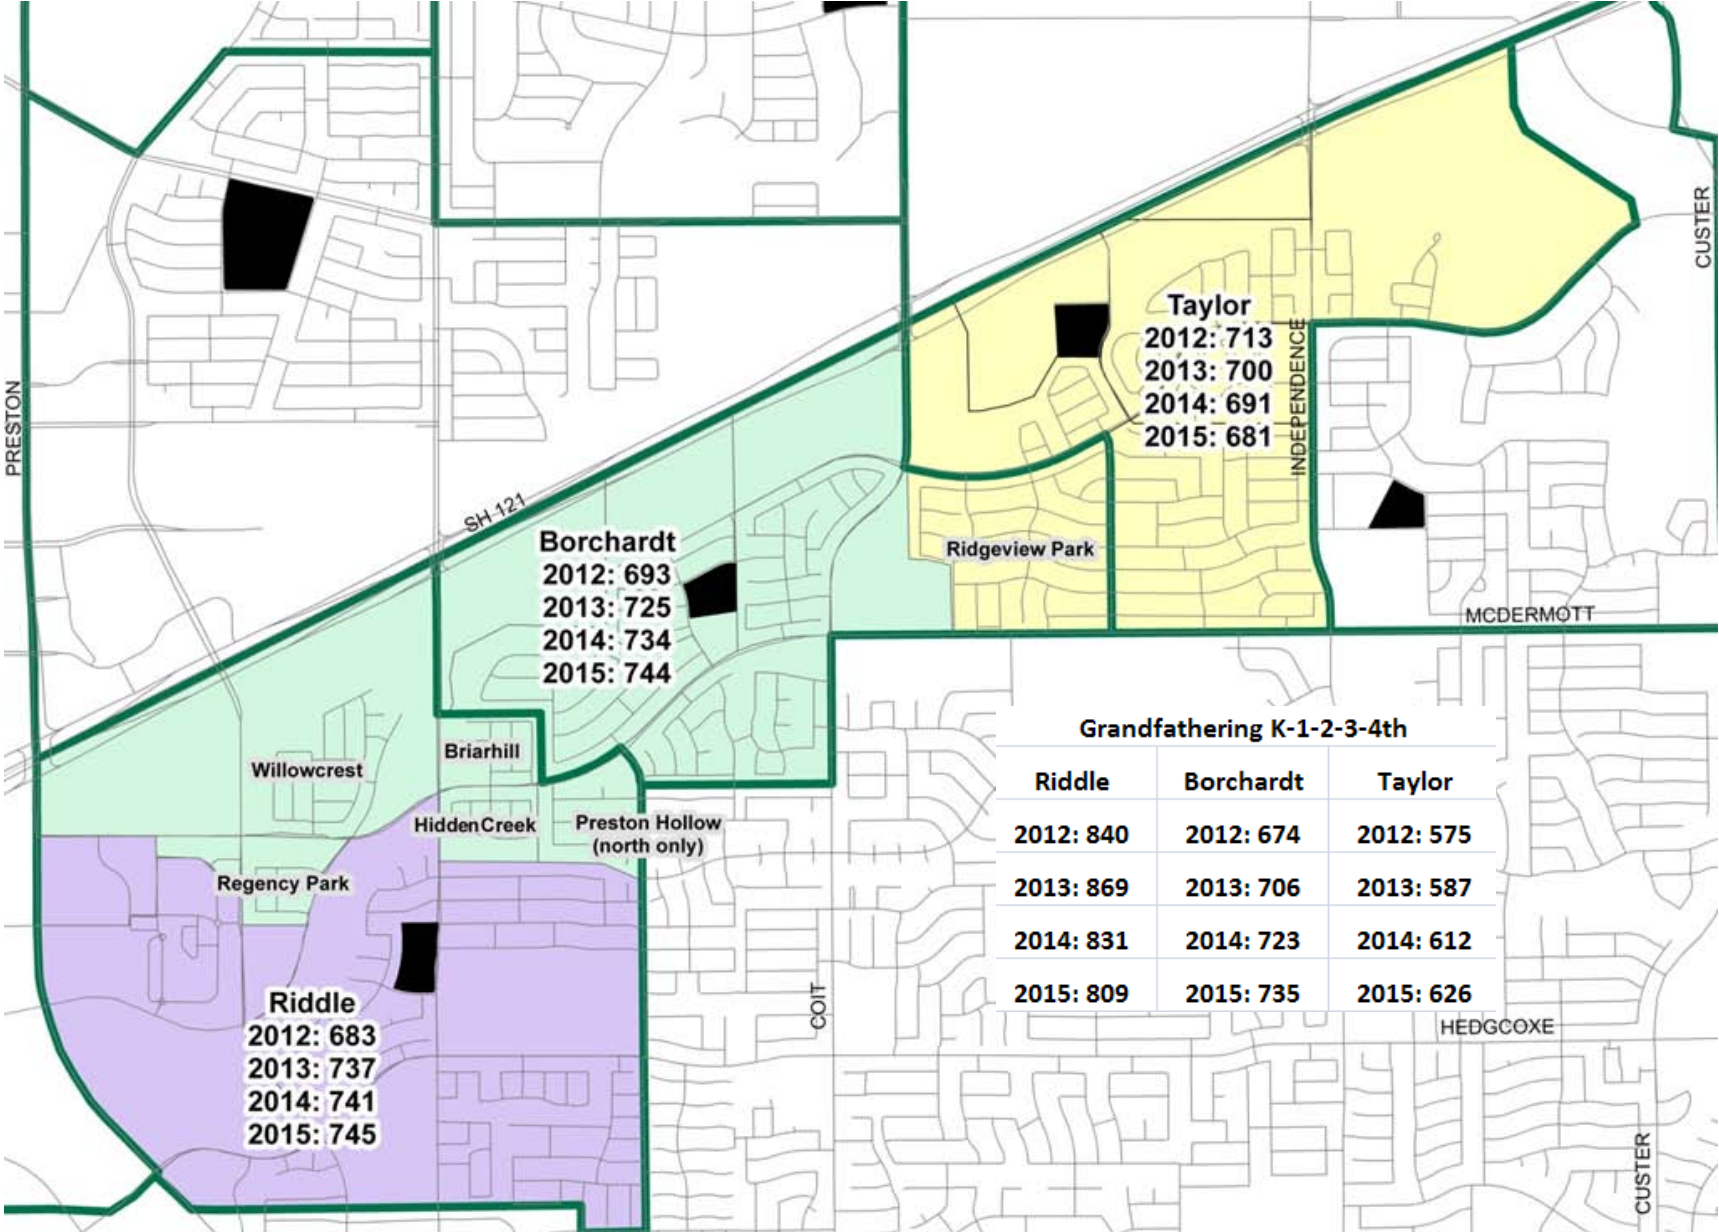 CUSTER
Taylor
2012: 713
2013: 700
2014: 691
2015: 681
INDEPENDENCE
PRESTON
SH 121
Borchardt
2012: 693
2013: 725
2014: 734
2015: 744
Ridgeview Park
MCDERMOTT
Briarhill
Willowcrest
HiddenCreek
Preston Hollow
(north only)
Regency Park
Grandfathering K-1-2-3-4th
Riddle Borchardt Taylor
2012: 840 2012: 674 2012: 575
2013: 869 2013: 706 2013: 587
2014: 831 2014: 723 2014: 612
2015: 809 2015: 735 2015: 626
Riddle
2012: 683
2013: 737
2014: 741
2015: 745
COIT
HEDGCOXE
CUSTER